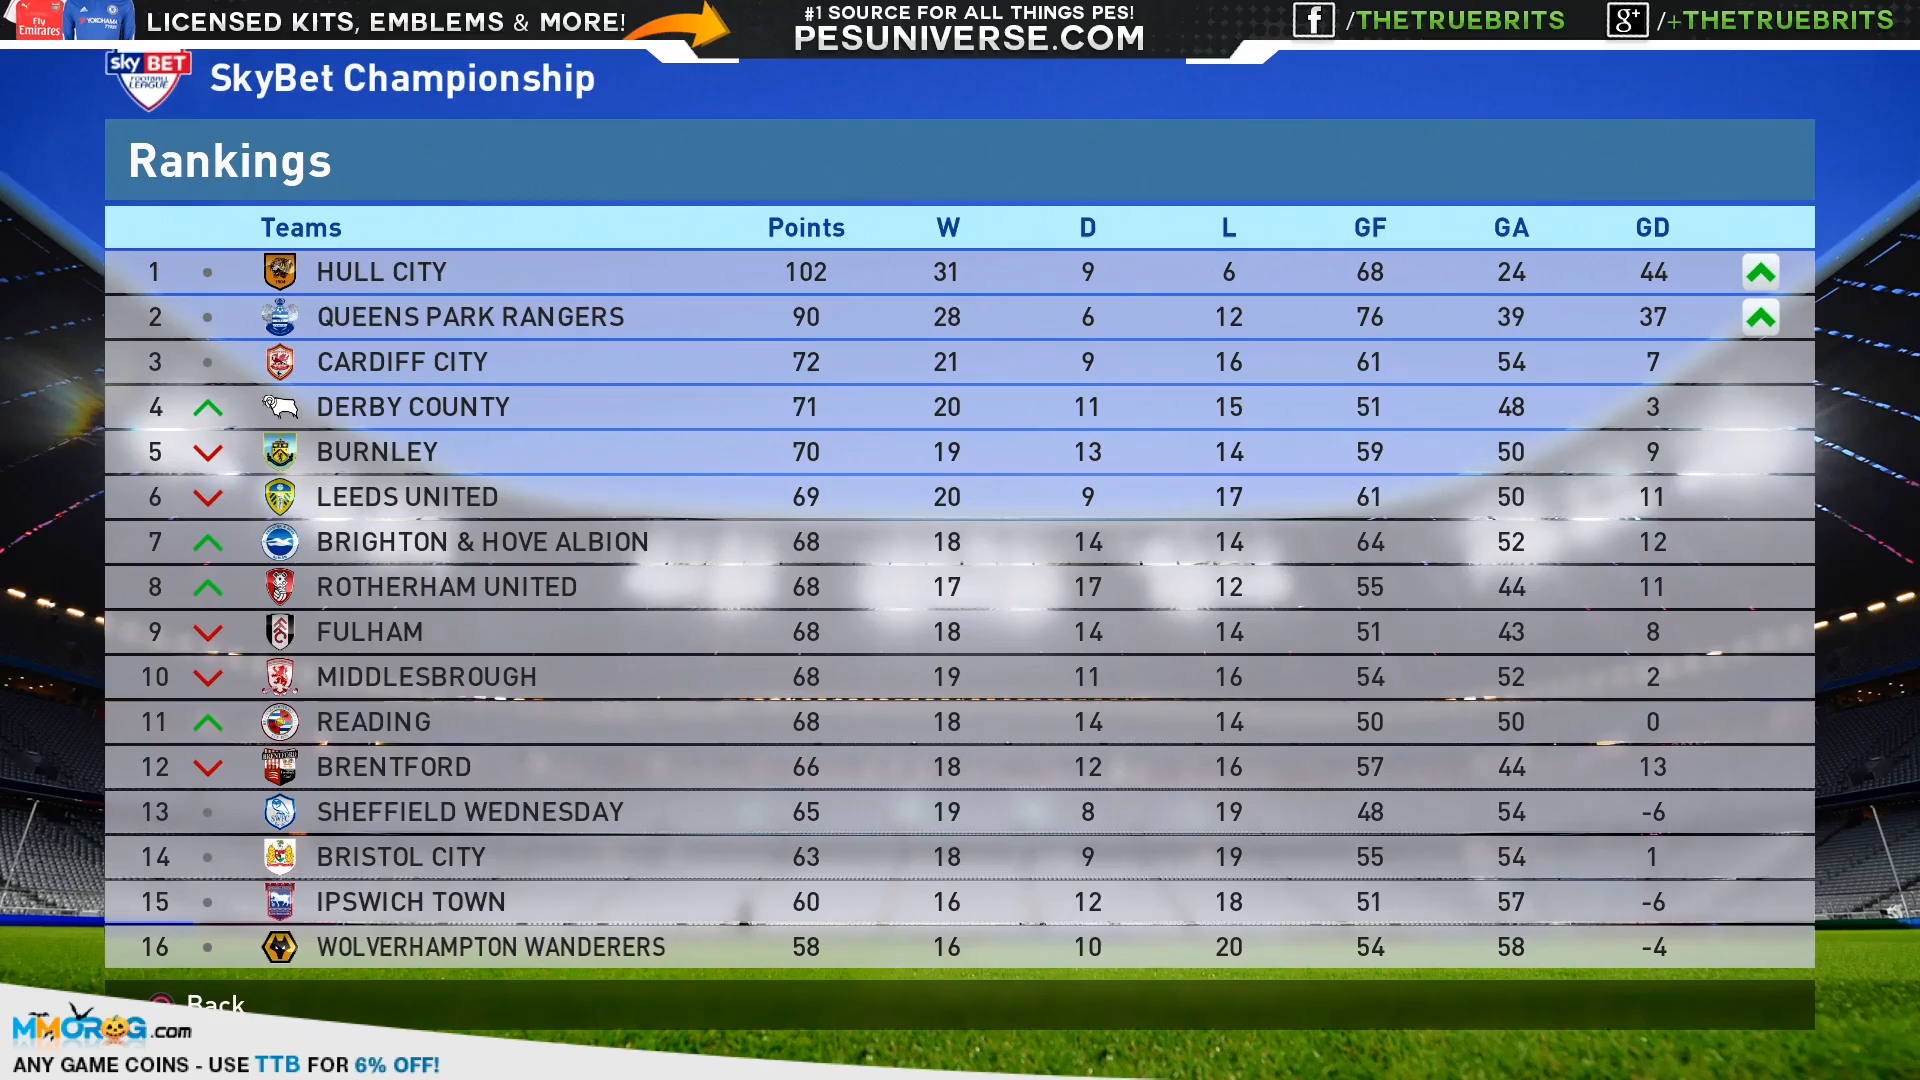 Fly
Emirates
YOKOHAMA
LICENSED KITS, EMBLEMS & MORE!
#1 SOURCE FOR ALL THINGS PES!
PESUNIVERSE.COM
f /THETRUEBRITS
g+ /+THETRUEBRITS
sky BET
FOOTBALL
LEAGUE
SkyBet Championship
Rankings
Teams Points W D L GF GA GD
1 HULL CITY 102 31 9 6 68 24 44
2 QUEENS PARK RANGERS 90 28 6 12 76 39 37
3 CARDIFF CITY 72 21 9 16 61 54 7
4 DERBY COUNTY 71 20 11 15 51 48 3
5 BURNLEY 70 19 13 14 59 50 9
6 LEEDS UNITED 69 20 9 17 61 50 11
7 BRIGHTON & HOVE ALBION 68 18 14 14 64 52 12
8 ROTHERHAM UNITED 68 17 17 12 55 44 11
9 FULHAM 68 18 14 14 51 43 8
10 MIDDLESBROUGH 68 19 11 16 54 52 2
11 READING 68 18 14 14 50 50 0
12 BRENTFORD 66 18 12 16 57 44 13
13 SHEFFIELD WEDNESDAY 65 19 8 19 48 54 -6
14 BRISTOL CITY 63 18 9 19 55 54 1
15 IPSWICH TOWN 60 16 12 18 51 57 -6
16 WOLVERHAMPTON WANDERERS 58 16 10 20 54 58 -4
Back
MMOROG.com
ANY GAME COINS - USE TTB FOR 6% OFF!